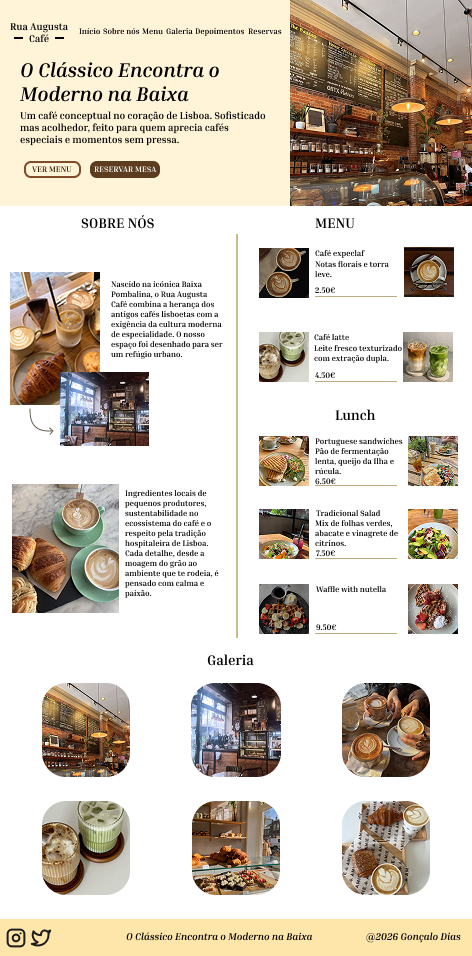 Rua Augusta
Café
Início Sobre nós Menu Galeria Depoimentos Reservas
O Clássico Encontra o
Moderno na Baixa
Um café conceptual no coração de Lisboa. Sofisticado
mas acolhedor, feito para quem aprecia cafés
especiais e momentos sem pressa.
VER MENU
RESERVAR MESA
SOBRE NÓS
Nascido na icónica Baixa
Pombalina, o Rua Augusta
Café combina a herança dos
antigos cafés lisboetas com a
exigência da cultura moderna
de especialidade. O nosso
espaço foi desenhado para ser
um refúgio urbano.
Ingredientes locais de
pequenos produtores,
sustentabilidade no
ecossistema do café e o
respeito pela tradição
hospitaleira de Lisboa.
Cada detalhe, desde a
moagem do grão ao
ambiente que te rodeia, é
pensado com calma e
paixão.
MENU
Café expeclaf
Notas florais e torra
leve.
2.50€
Café latte
Leite fresco texturizado
com extração dupla.
4.50€
Lunch
Portuguese sandwiches
Pão de fermentação
lenta, queijo da Ilha e
rúcula.
6.50€
Tradicional Salad
Mix de folhas verdes,
abacate e vinagrete de
citrinos.
7.50€
Waffle with nutella
9.50€
Galeria
O Clássico Encontra o Moderno na Baixa
@2026 Gonçalo Dias